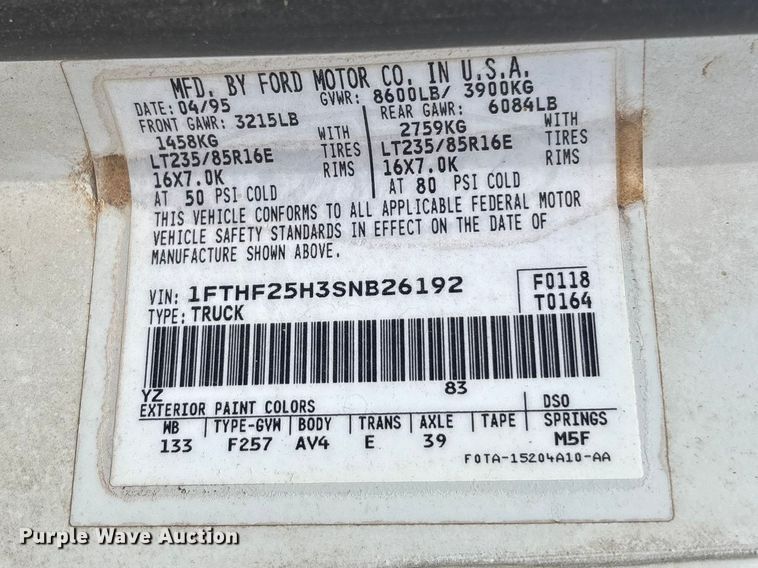 MFD. BY FORD MOTOR CO. IN U.S.A.
DATE: 04/95 GVWR: 8600LB/ 3900KG
FRONT GAWR: 3215LB REAR GAWR: 6084LB
1458KG WITH 2759KG WITH
LT235/85R16E TIRES LT235/85R16E TIRES
16X7.0K RIMS 16X7.0K RIMS
AT 50 PSI COLD AT 80 PSI COLD
THIS VEHICLE CONFORMS TO ALL APPLICABLE FEDERAL MOTOR
VEHICLE SAFETY STANDARDS IN EFFECT ON THE DATE OF
MANUFACTURE SHOWN ABOVE.
VIN: 1FTHF25H3SNB26192 F0118
TYPE: TRUCK T0164
YZ 83
EXTERIOR PAINT COLORS DSO
WB TYPE-GVW BODY TRANS AXLE TAPE SPRINGS
133 F257 AV4 E 39 M5F
F0TA-15204A10-AA
Purple Wave Auction